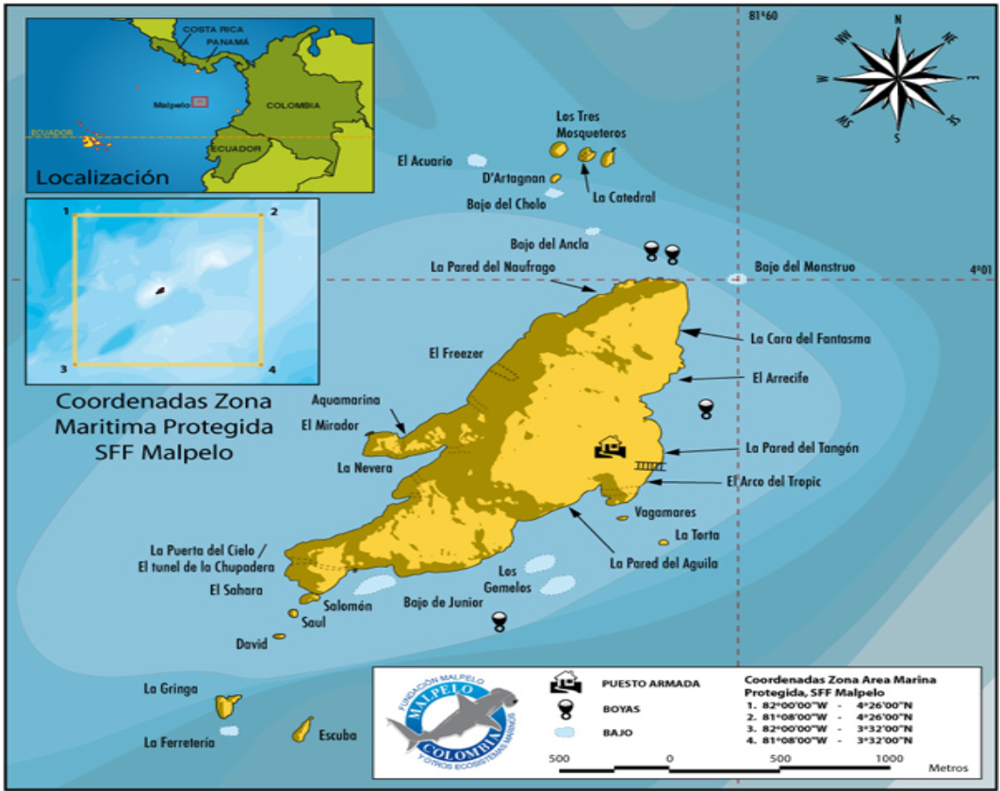 COSTA RICA
PANAMÁ
Malpelo
COLOMBIA
ECUADOR
ECUADOR
Localización
1
2
3
4
Coordenadas Zona
Maritima Protegida
SFF Malpelo
81º60
N
NE
E
SE
S
SW
W
NW
4º01
Los Tres
Mosqueteros
El Acuario
D'Artagnan
La Catedral
Bajo del Cholo
Bajo del Ancla
La Pared del Naufrago
Bajo del Monstruo
La Cara del Fantasma
El Freezer
El Arrecife
Aquamarina
El Mirador
La Nevera
La Pared del Tangón
El Arco del Tropic
Vagamares
La Torta
La Pared del Aguila
La Puerta del Cielo /
El tunel de la Chupadera
El Sahara
Los
Gemelos
Salomón
Bajo de Junior
Saul
David
La Gringa
La Ferretería
Escuba
FUNDACIÓN MALPELO
MALPELO
COLOMBIA
Y OTROS ECOSISTEMAS MARINOS
PUESTO ARMADA
BOYAS
BAJO
Coordenadas Zona Area Marina
Protegida, SFF Malpelo
1. 82°00'00"W - 4°26'00"N
2. 81°08'00"W - 4°26'00"N
3. 82°00'00"W - 3°32'00"N
4. 81°08'00"W - 3°32'00"N
500 0 500 1000
Metros